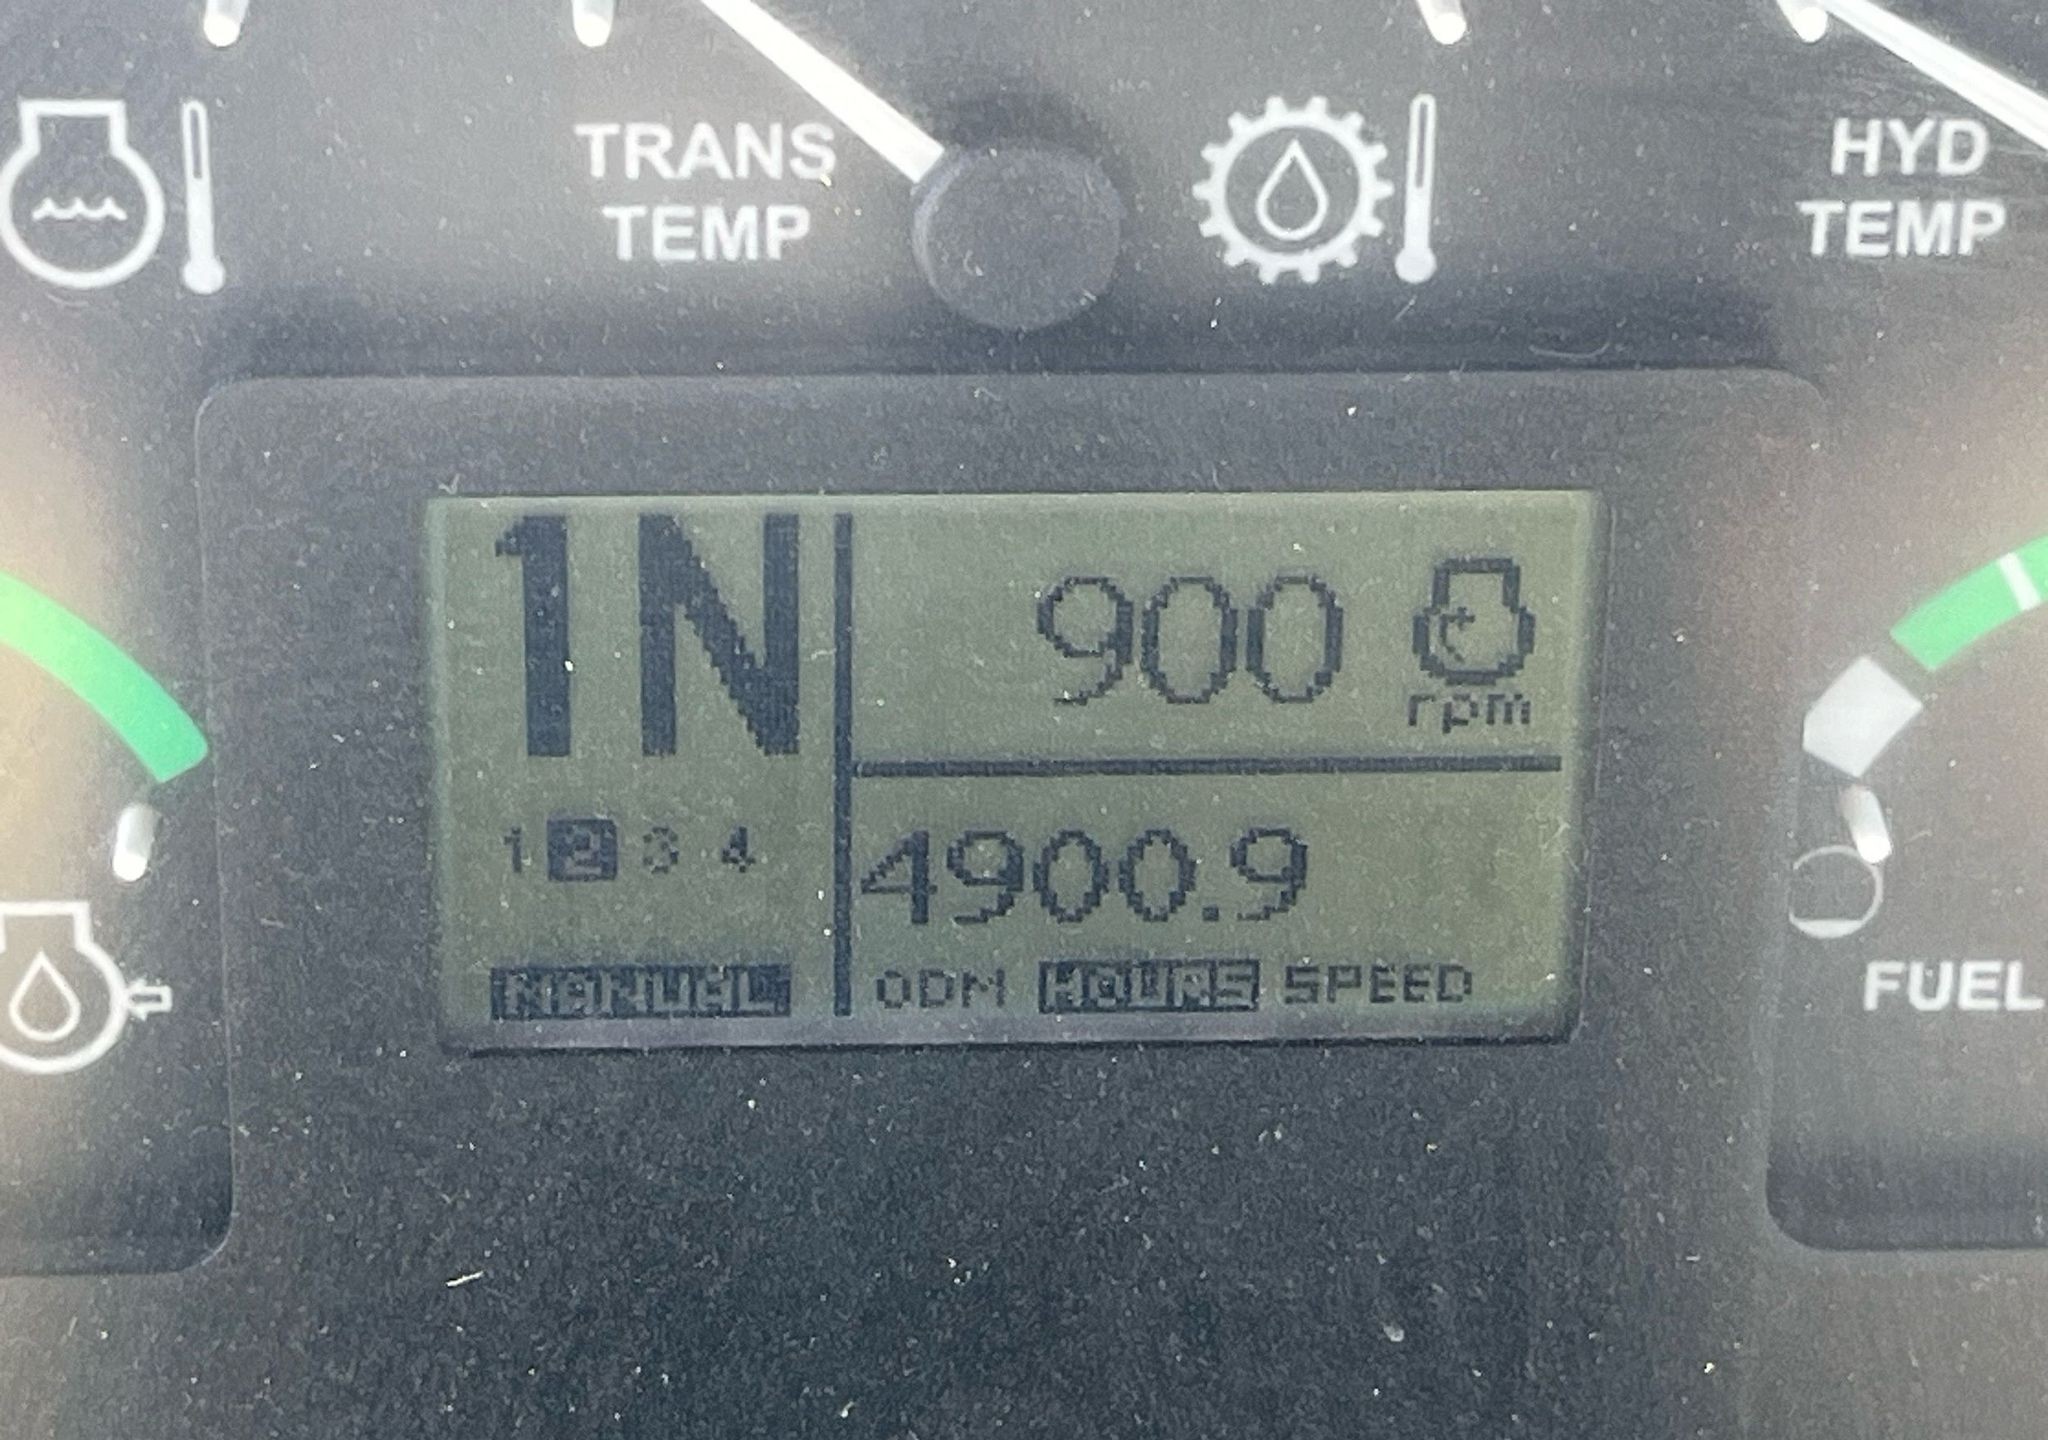 TRANS
TEMP
HYD
TEMP
1N
900
rpm
1 2 3 4
4900.9
MANUAL
ODM HOURS SPEED
FUEL